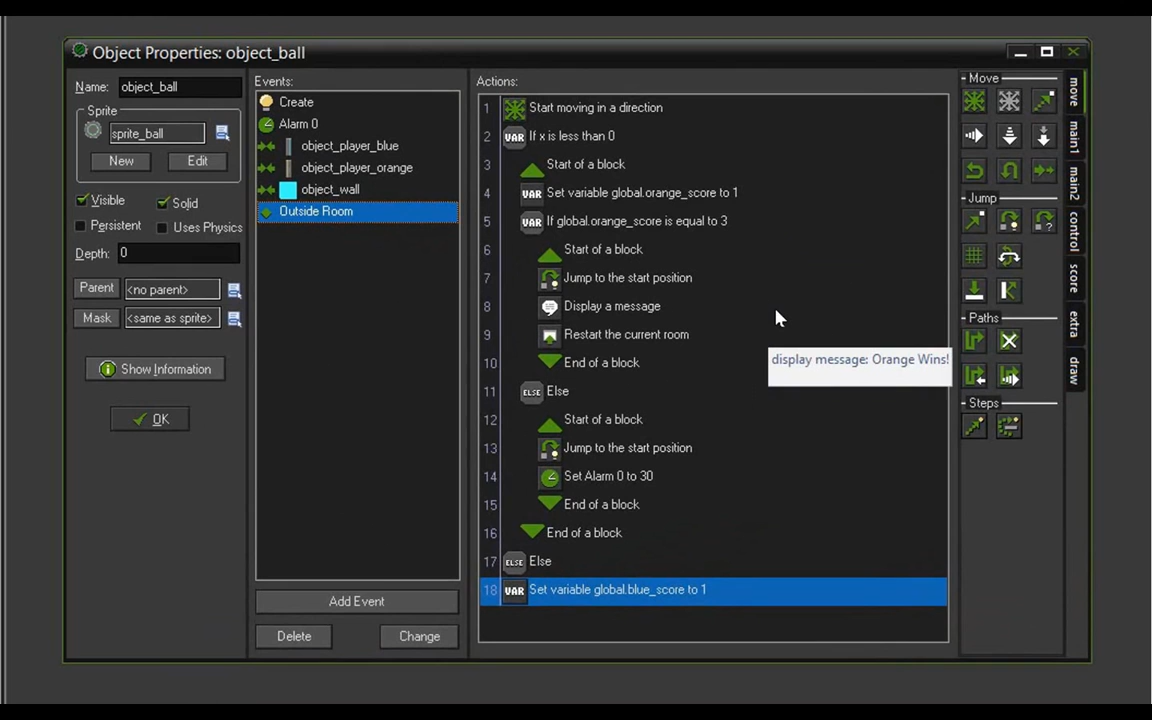 Object Properties: object_ball
Name: object_ball
Sprite
sprite_ball
New Edit
Visible Solid
Persistent Uses Physics
Depth: 0
Parent <no parent>
Mask <same as sprite>
Show Information
OK
Events:
Create
Alarm 0
object_player_blue
object_player_orange
object_wall
Outside Room
Add Event
Delete Change
Actions:
1 Start moving in a direction
2 VAR If x is less than 0
3 Start of a block
4 VAR Set variable global.orange_score to 1
5 VAR If global.orange_score is equal to 3
6 Start of a block
7 Jump to the start position
8 Display a message
9 Restart the current room
10 End of a block
11 ELSE Else
12 Start of a block
13 Jump to the start position
14 Set Alarm 0 to 30
15 End of a block
16 End of a block
17 ELSE Else
18 VAR Set variable global.blue_score to 1
display message: Orange Wins!
Move
Jump
Paths
Steps
move
main1
main2
control
score
extra
draw